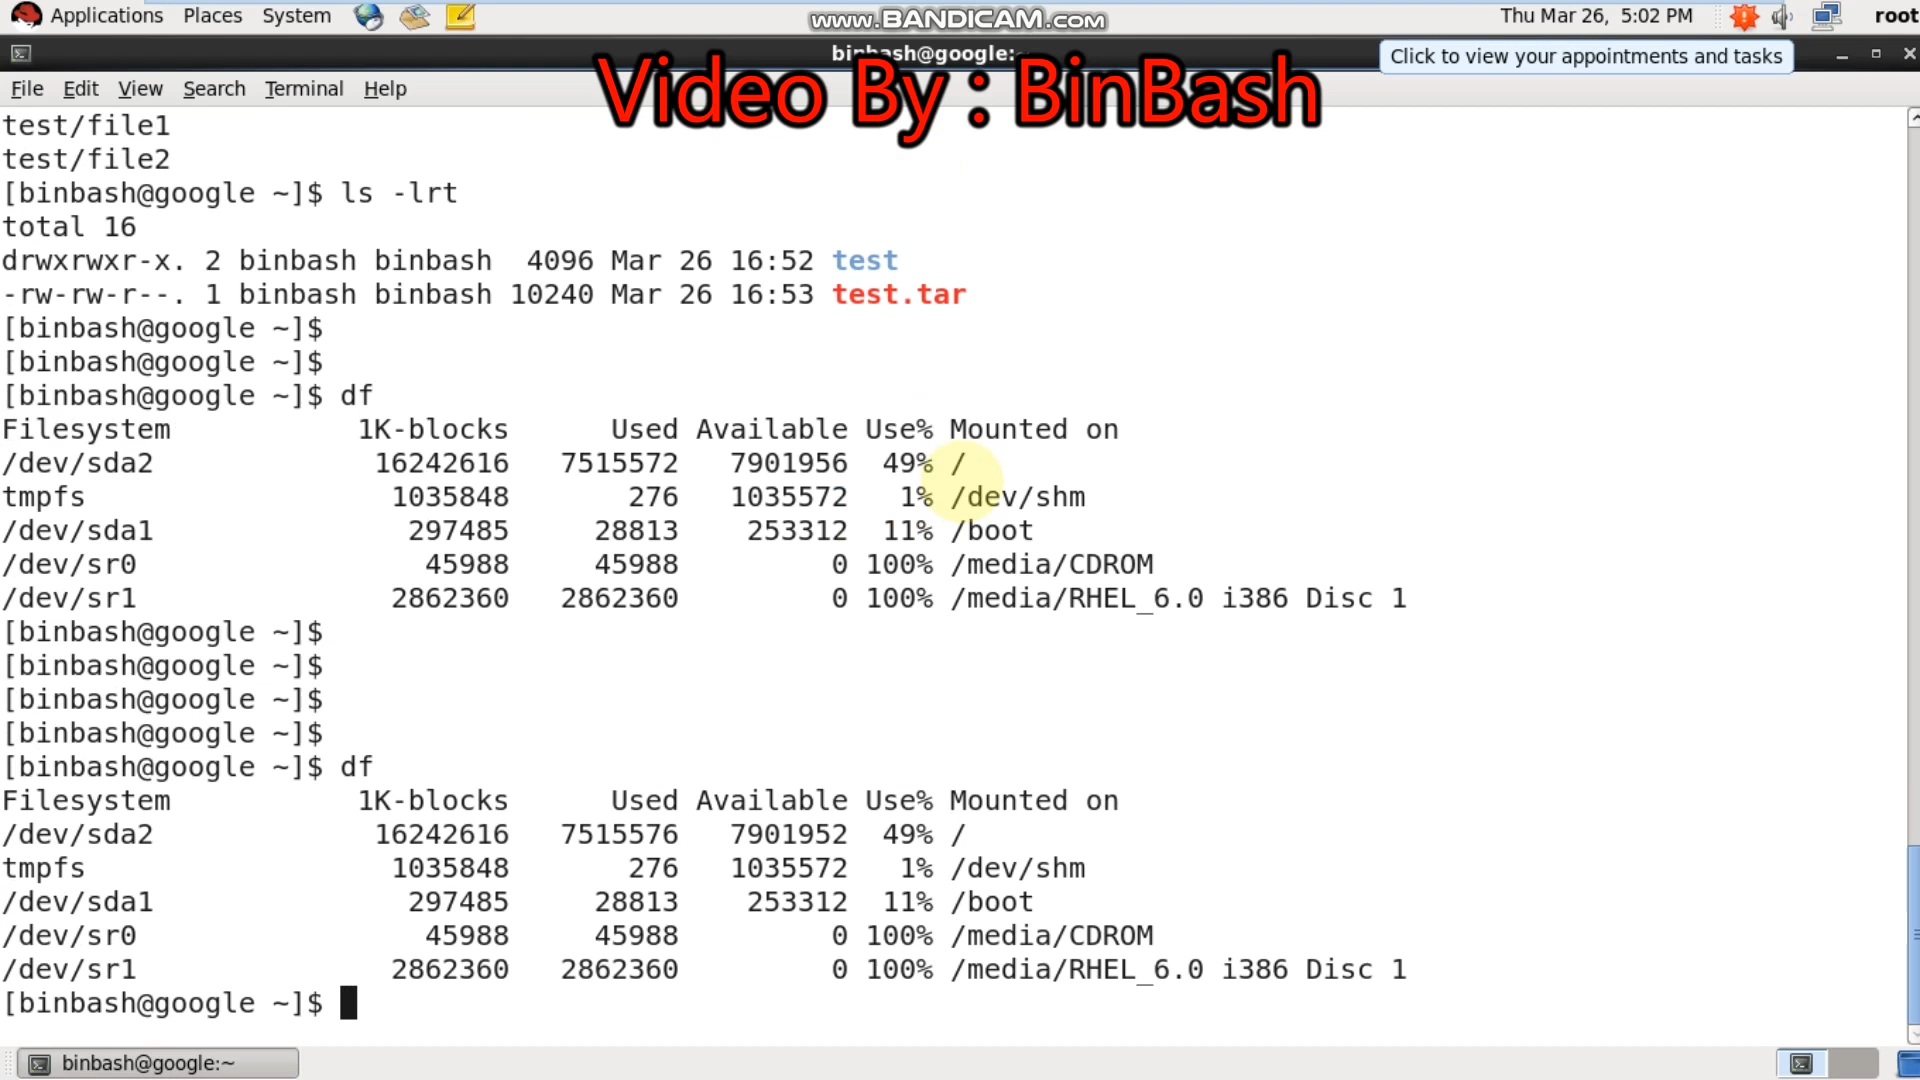 Applications Places System
www.BANDICAM.com
Thu Mar 26, 5:02 PM
root
binbash@google:~
Click to view your appointments and tasks
File Edit View Search Terminal Help
Video By : BinBash
test/file1
test/file2
[binbash@google ~]$ ls -lrt
total 16
drwxrwxr-x. 2 binbash binbash  4096 Mar 26 16:52 test
-rw-rw-r--. 1 binbash binbash 10240 Mar 26 16:53 test.tar
[binbash@google ~]$
[binbash@google ~]$
[binbash@google ~]$ df
Filesystem           1K-blocks      Used Available Use% Mounted on
/dev/sda2             16242616   7515572   7901956  49% /
tmpfs                  1035848       276   1035572   1% /dev/shm
/dev/sda1               297485     28813    253312  11% /boot
/dev/sr0                 45988     45988         0 100% /media/CDROM
/dev/sr1               2862360   2862360         0 100% /media/RHEL_6.0 i386 Disc 1
[binbash@google ~]$
[binbash@google ~]$
[binbash@google ~]$
[binbash@google ~]$
[binbash@google ~]$ df
Filesystem           1K-blocks      Used Available Use% Mounted on
/dev/sda2             16242616   7515576   7901952  49% /
tmpfs                  1035848       276   1035572   1% /dev/shm
/dev/sda1               297485     28813    253312  11% /boot
/dev/sr0                 45988     45988         0 100% /media/CDROM
/dev/sr1               2862360   2862360         0 100% /media/RHEL_6.0 i386 Disc 1
[binbash@google ~]$
binbash@google:~